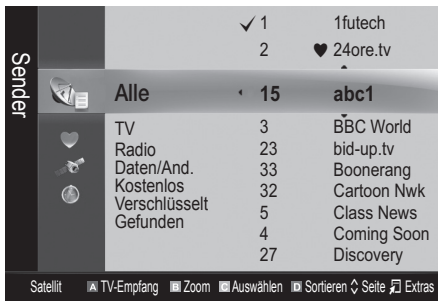 Sender
1 1futech
2 24ore.tv
Alle 15 abc1
TV 3 BBC World
Radio 23 bid-up.tv
Daten/And. 33 Boonerang
Kostenlos 32 Cartoon Nwk
Verschlüsselt 5 Class News
Gefunden 4 Coming Soon
27 Discovery
Satellit A TV-Empfang B Zoom C Auswählen D Sortieren Seite Extras